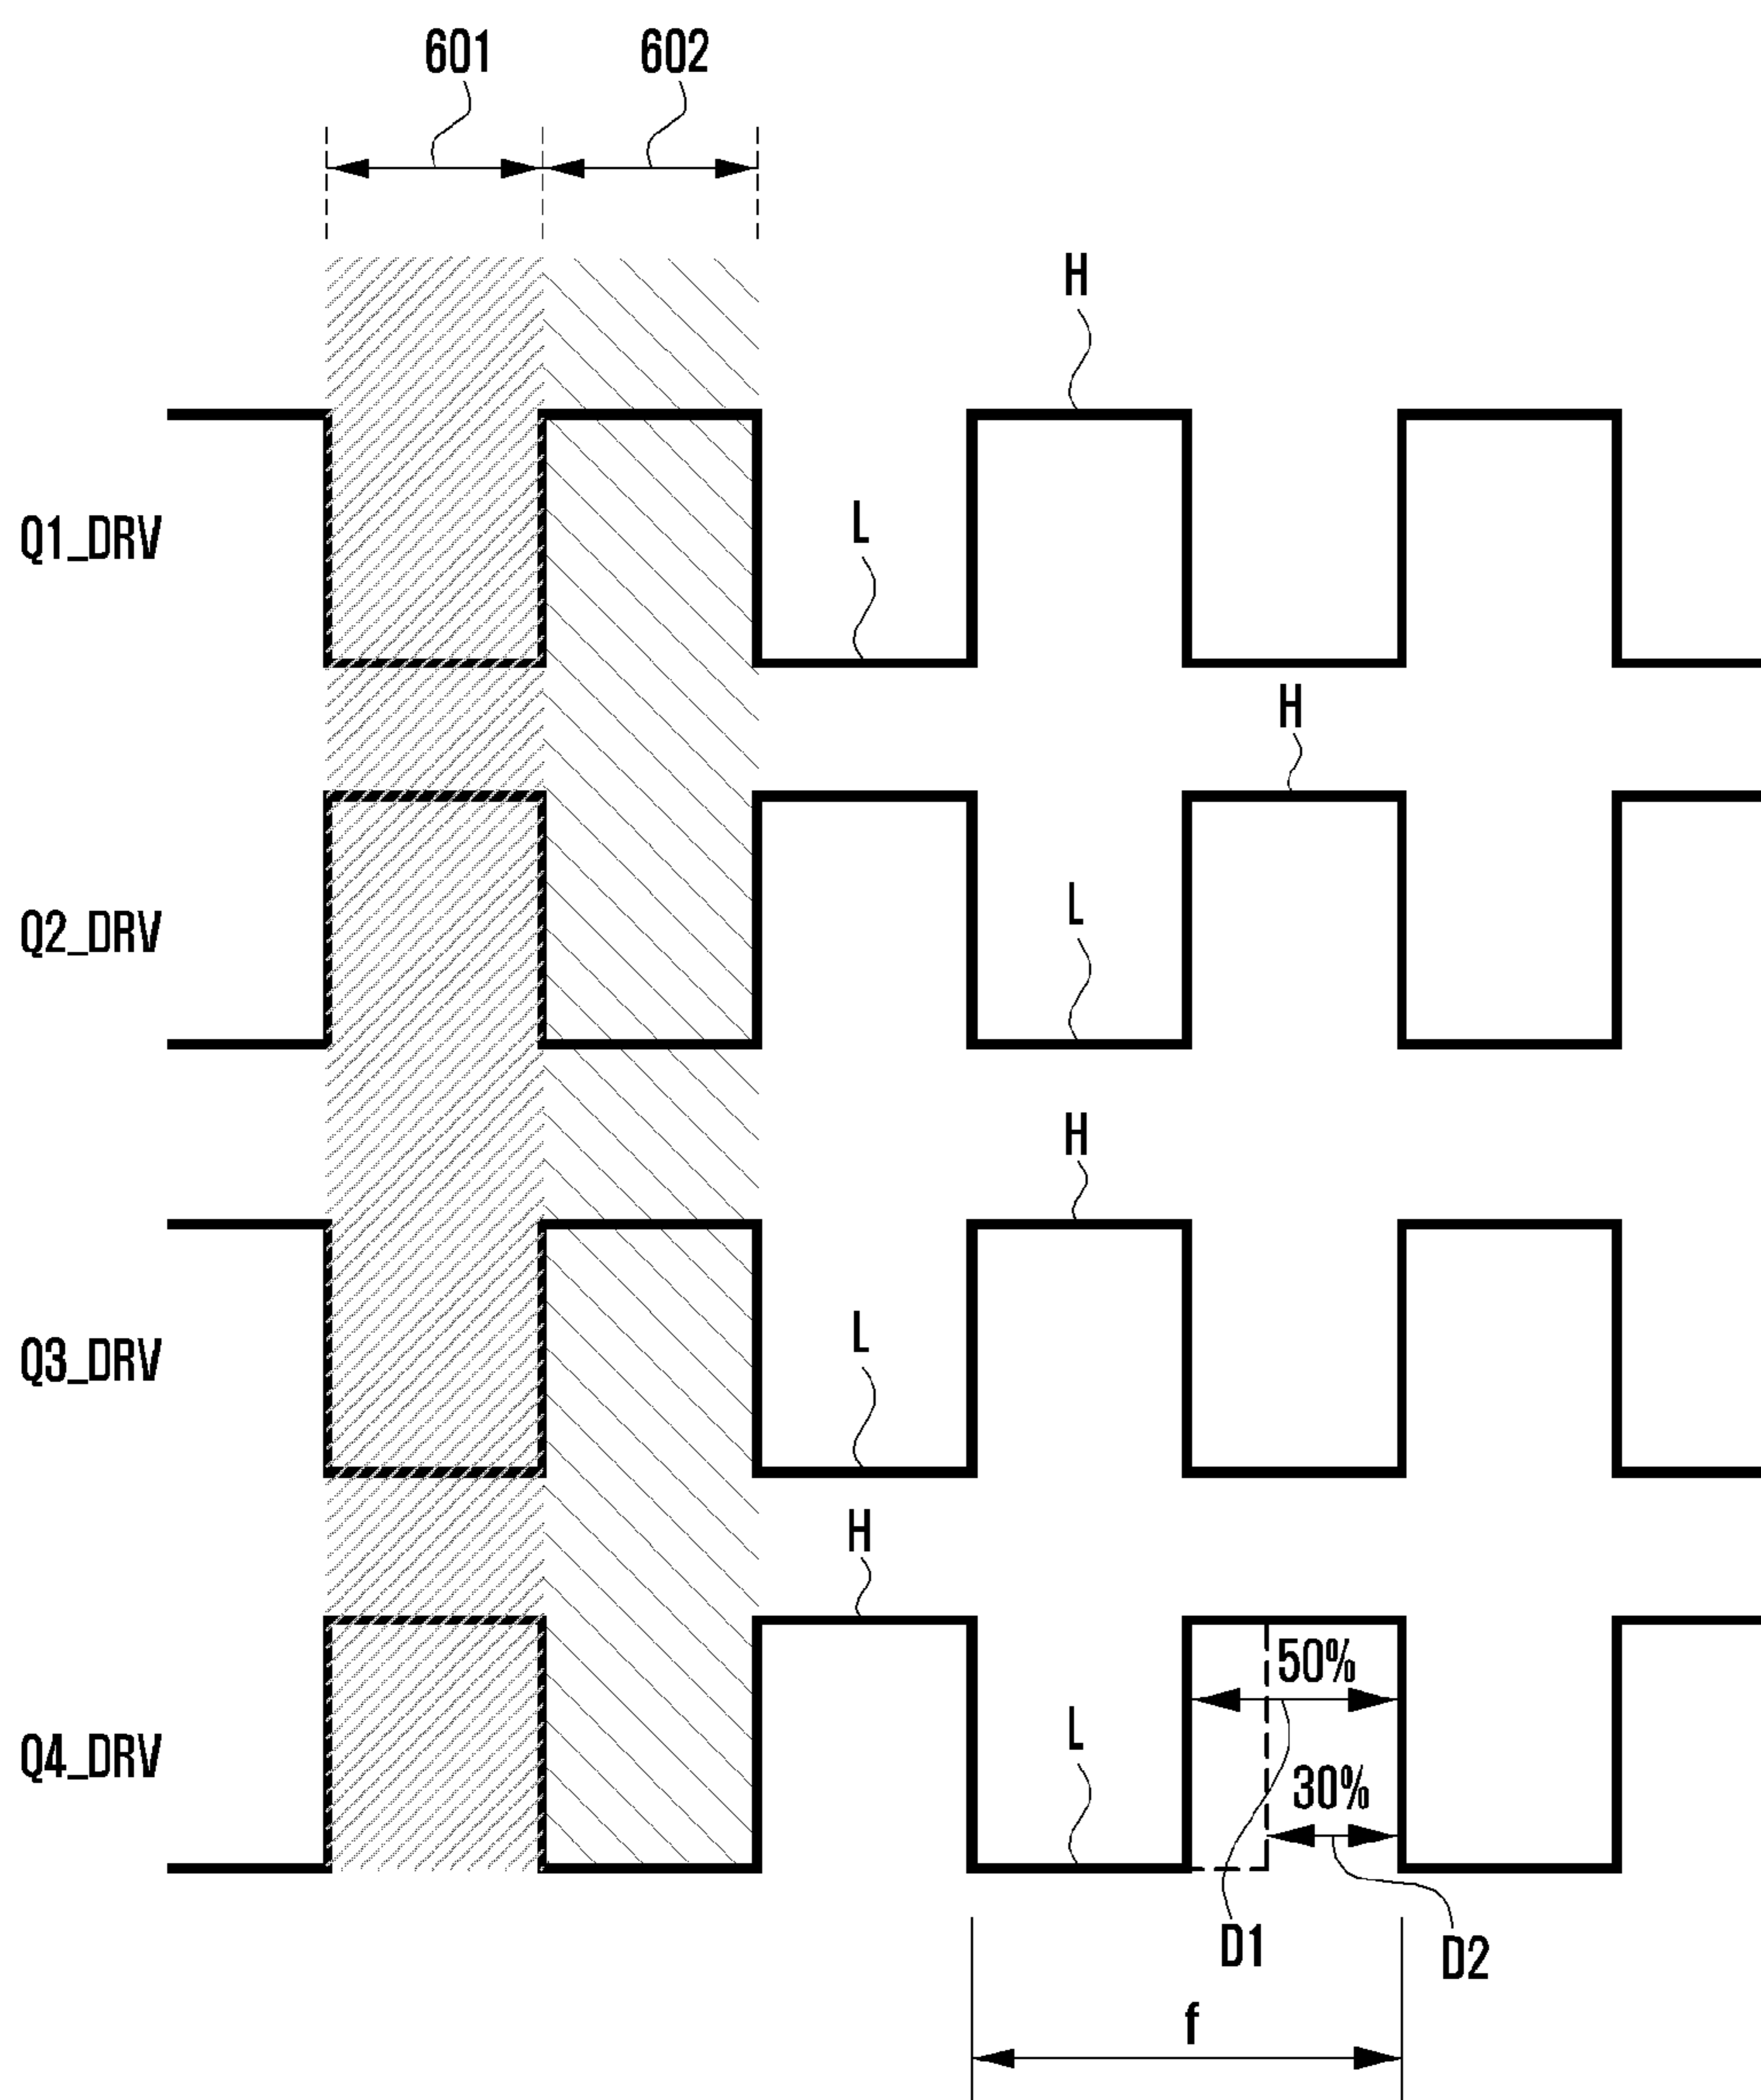 601
602
H
L
Q1_DRV
H
L
Q2_DRV
H
L
Q3_DRV
H
50%
L
Q4_DRV
30%
D1
D2
f